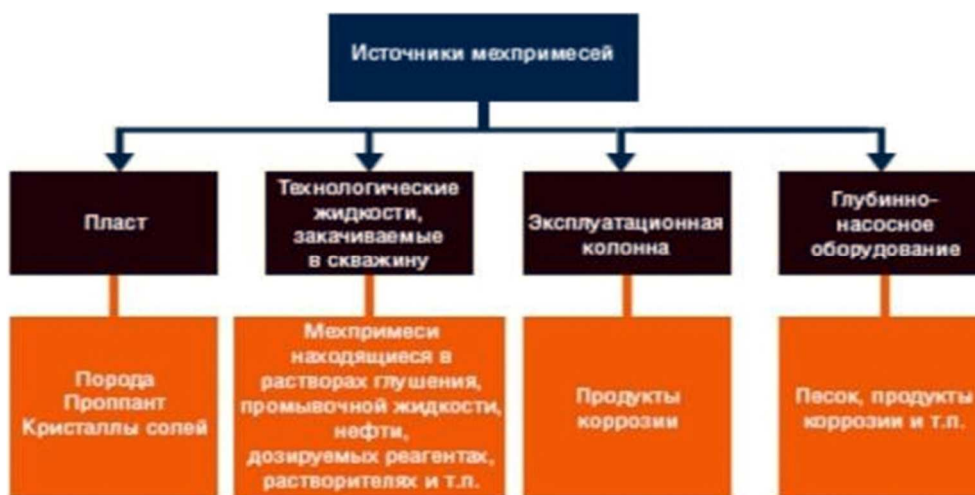 Источники мехпримесей
Пласт
Технологические
жидкости,
закачиваемые
в скважину
Эксплуатационная
колонна
Глубинно-
насосное
оборудование
Порода
Проппант
Кристаллы солей
Мехпримеси
находящиеся в
растворах глушения,
промывочной жидкости,
нефти,
дозируемых реагентах,
растворителях и т.п.
Продукты
коррозии
Песок, продукты
коррозии и т.п.